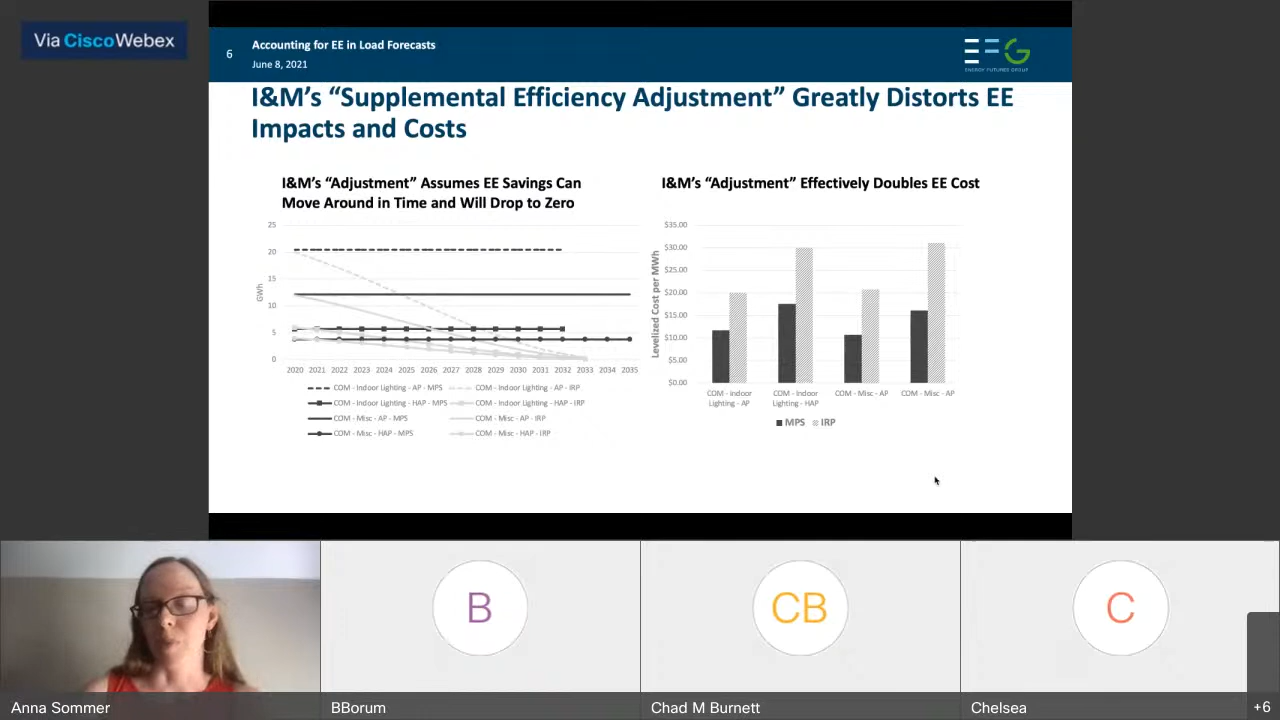 Via CiscoWebex
6
Accounting for EE in Load Forecasts
June 8, 2021
EFG
ENERGY FUTURES GROUP
I&M's “Supplemental Efficiency Adjustment” Greatly Distorts EE
Impacts and Costs
I&M's “Adjustment” Assumes EE Savings Can
Move Around in Time and Will Drop to Zero
25
20
15
10
5
0
GWh
2020 2021 2022 2023 2024 2025 2026 2027 2028 2029 2030 2031 2032 2033 2034 2035
COM - Indoor Lighting - AP - MPS
COM - Indoor Lighting - AP - IRP
COM - Indoor Lighting - HAP - MPS
COM - Indoor Lighting - HAP - IRP
COM - Misc - AP - MPS
COM - Misc - AP - IRP
COM - Misc - HAP - MPS
COM - Misc - HAP - IRP
I&M's “Adjustment” Effectively Doubles EE Cost
$35.00
$30.00
$25.00
$20.00
$15.00
$10.00
$5.00
$0.00
Levelized Cost per MWh
COM - indoor
Lighting - AP
COM - Indoor
Lighting - HAP
COM - Misc - AP
COM - Misc - AP
MPS
IRP
B
CB
C
Anna Sommer
BBorum
Chad M Burnett
Chelsea
+6